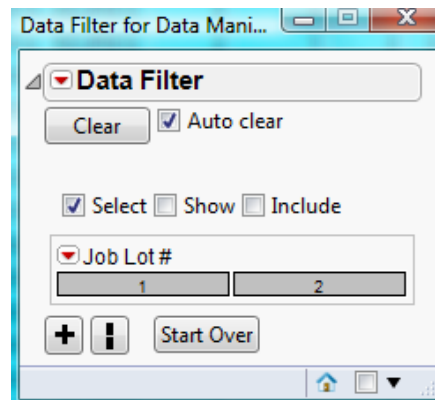 Data Filter for Data Mani...
Data Filter
Clear Auto clear
Select Show Include
Job Lot #
1 2
Start Over